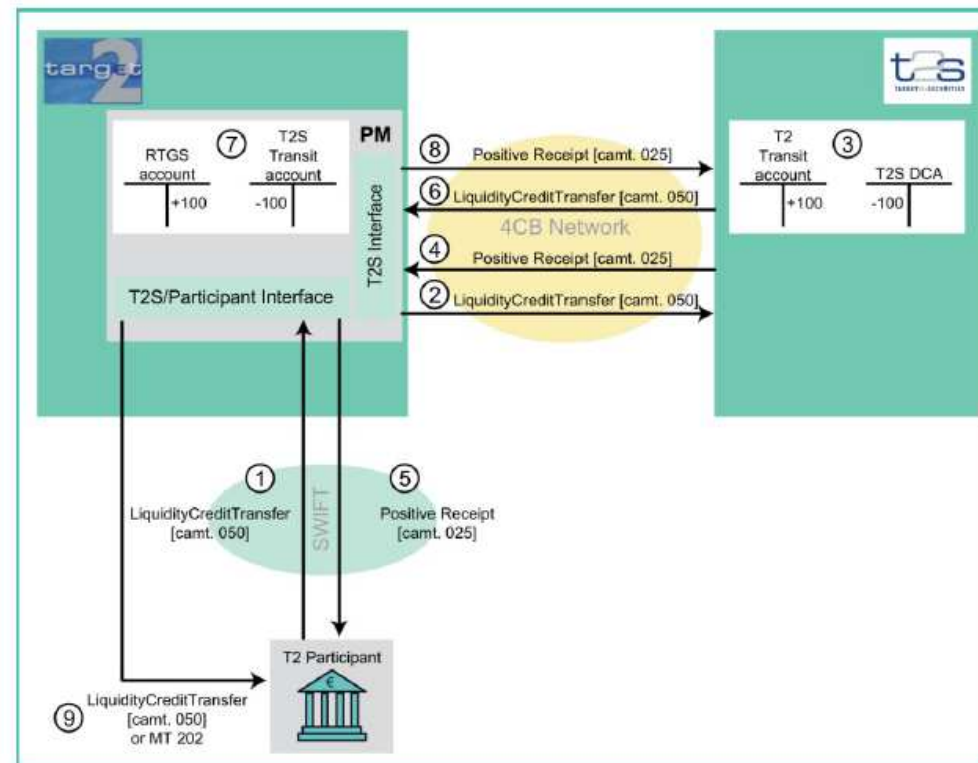 target
2
t2s
TARGET2-SECURITIES
7
PM
RTGS
account
T2S
Transit
account
+100
-100
T2S Interface
T2S/Participant Interface
8
Positive Receipt [camt. 025]
6
LiquidityCreditTransfer [camt. 050]
4CB Network
4
Positive Receipt [camt. 025]
2
LiquidityCreditTransfer [camt. 050]
T2
Transit
account
3
T2S DCA
+100
-100
1
5
LiquidityCreditTransfer
[camt. 050]
SWIFT
Positive Receipt
[camt. 025]
T2 Participant
€
9
LiquidityCreditTransfer
[camt. 050]
or MT 202